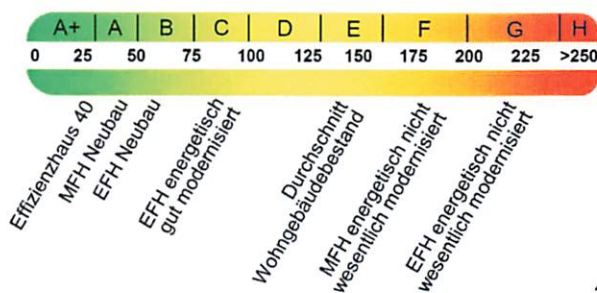 A+ A B C D E F G H
0 25 50 75 100 125 150 175 200 225 >250
Effizienzhaus 40
MFH Neubau
EFH Neubau
EFH energetisch
gut modernisiert
Durchschnitt
Wohngebäudebestand
MFH energetisch nicht
wesentlich modernisiert
EFH energetisch nicht
wesentlich modernisiert